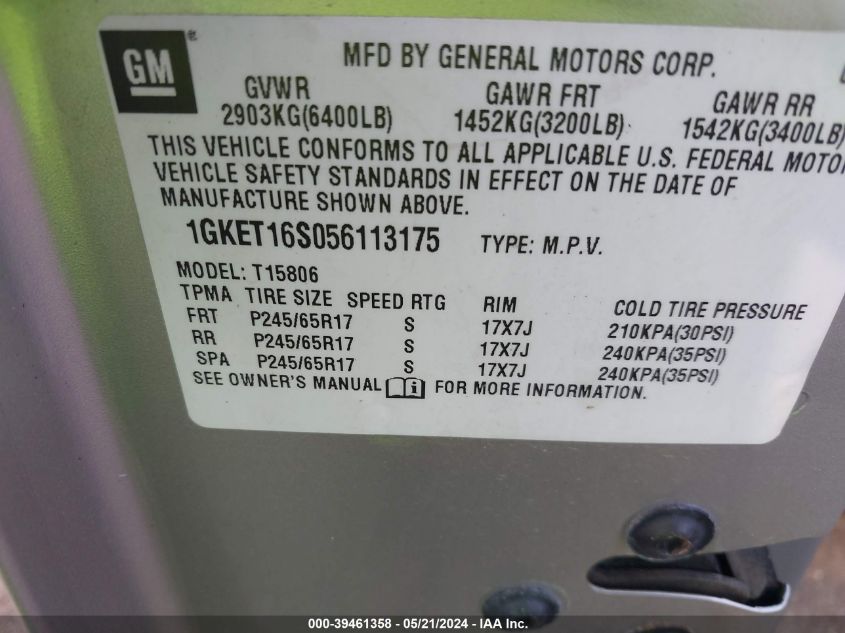 GM
MFD BY GENERAL MOTORS CORP.
GVWR GAWR FRT GAWR RR
2903KG(6400LB) 1452KG(3200LB) 1542KG(3400LB)
THIS VEHICLE CONFORMS TO ALL APPLICABLE U.S. FEDERAL MOTO
VEHICLE SAFETY STANDARDS IN EFFECT ON THE DATE OF
MANUFACTURE SHOWN ABOVE.
1GKET16S056113175 TYPE: M.P.V.
MODEL: T15806
TPMA TIRE SIZE SPEED RTG RIM COLD TIRE PRESSURE
FRT P245/65R17 S 17X7J 210KPA(30PSI)
RR P245/65R17 S 17X7J 240KPA(35PSI)
SPA P245/65R17 S 17X7J 240KPA(35PSI)
SEE OWNER'S MANUAL i FOR MORE INFORMATION.
000-39461358 - 05/21/2024 - IAA Inc.